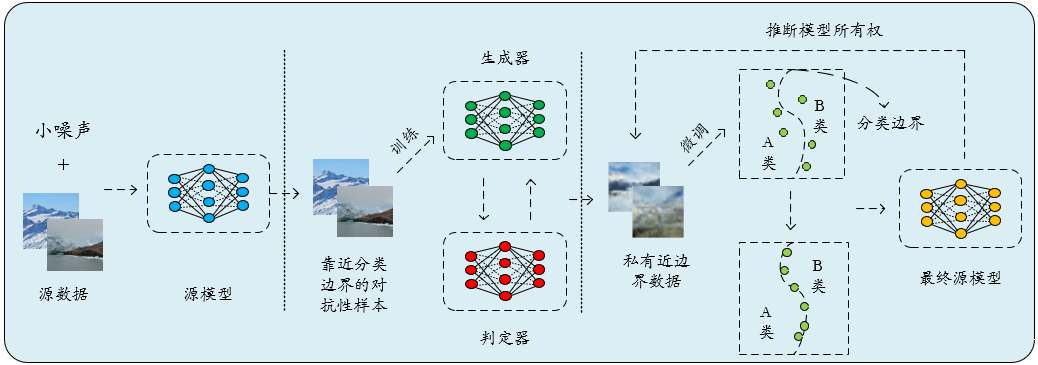 小噪声
+
源数据
源模型
靠近分类
边界的对
抗性样本
训练
生成器
判定器
私有近边
界数据
微调
推断模型所有权
B
类
A
类
分类边界
B
类
A
类
最终源模型